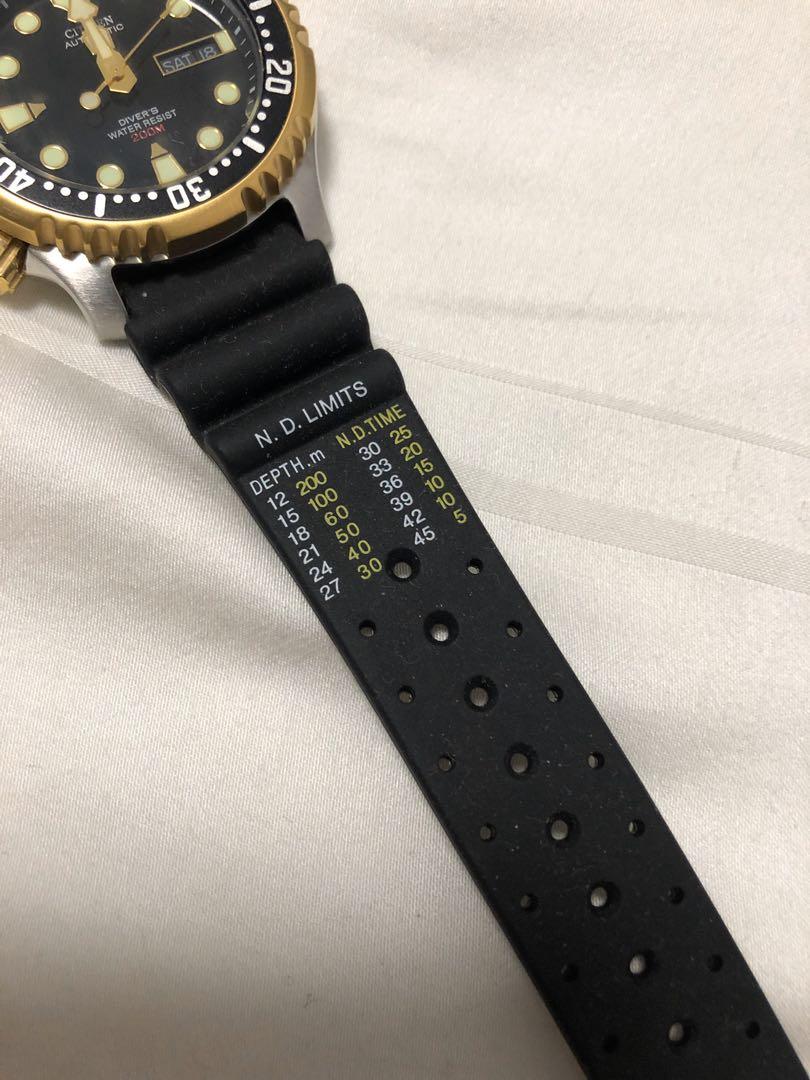 CITIZEN
AUTOMATIC
SAT 18
DIVER'S
WATER RESIST
200M
20
30
40
N. D. LIMITS
DEPTH.m N.D.TIME
12 200 30 25
15 100 33 20
18 60 36 15
21 50 39 10
24 40 42 10
27 30 45 5